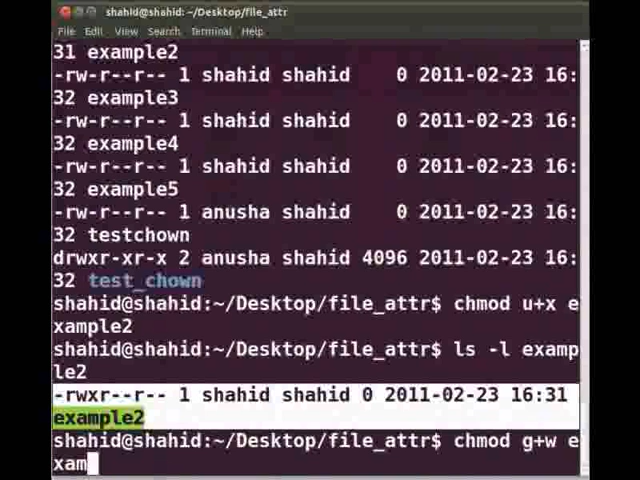 shahid@shahid: ~/Desktop/file_attr
File Edit View Search Terminal Help
31 example2
-rw-r--r-- 1 shahid shahid    0 2011-02-23 16:
32 example3
-rw-r--r-- 1 shahid shahid    0 2011-02-23 16:
32 example4
-rw-r--r-- 1 shahid shahid    0 2011-02-23 16:
32 example5
-rw-r--r-- 1 anusha shahid    0 2011-02-23 16:
32 testchown
drwxr-xr-x 2 anusha shahid 4096 2011-02-23 16:
32 test_chown
shahid@shahid:~/Desktop/file_attr$ chmod u+x e
xample2
shahid@shahid:~/Desktop/file_attr$ ls -l examp
le2
-rwxr--r-- 1 shahid shahid 0 2011-02-23 16:31
example2
shahid@shahid:~/Desktop/file_attr$ chmod g+w e
xam